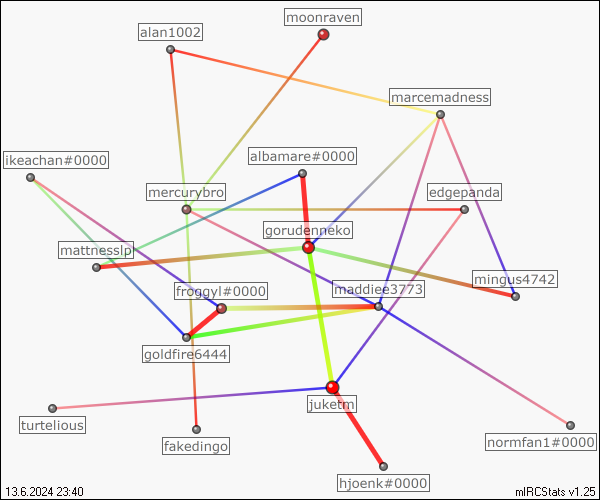 moonraven
alan1002
marcemadness
albamare#0000
ikeachan#0000
mercurybro
edgepanda
gorudenneko
mattnesslp
mingus4742
froggyl#0000
maddiee3773
goldfire6444
juketm
turtelious
fakedingo
normfan1#0000
hjoenk#0000
13.6.2024 23:40
mIRCStats v1.25